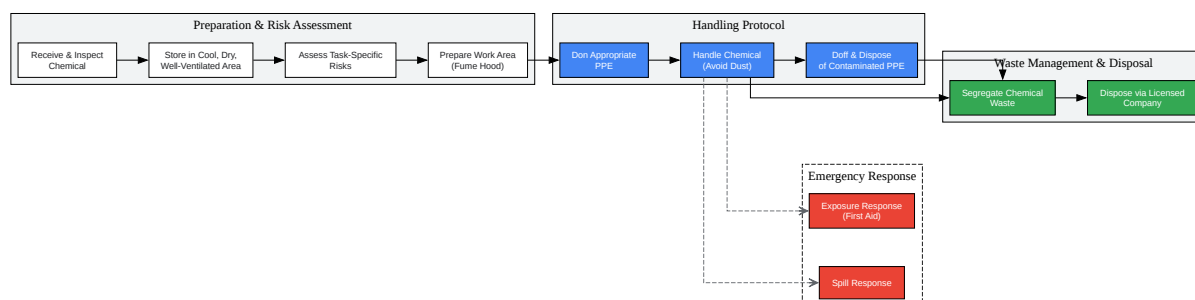 Preparation & Risk Assessment
Receive & Inspect
Chemical
Store in Cool, Dry,
Well-Ventilated Area
Assess Task-Specific
Risks
Prepare Work Area
(Fume Hood)
Handling Protocol
Don Appropriate
PPE
Handle Chemical
(Avoid Dust)
Doff & Dispose
of Contaminated PPE
Waste Management & Disposal
Segregate Chemical
Waste
Dispose via Licensed
Company
Emergency Response
Exposure Response
(First Aid)
Spill Response